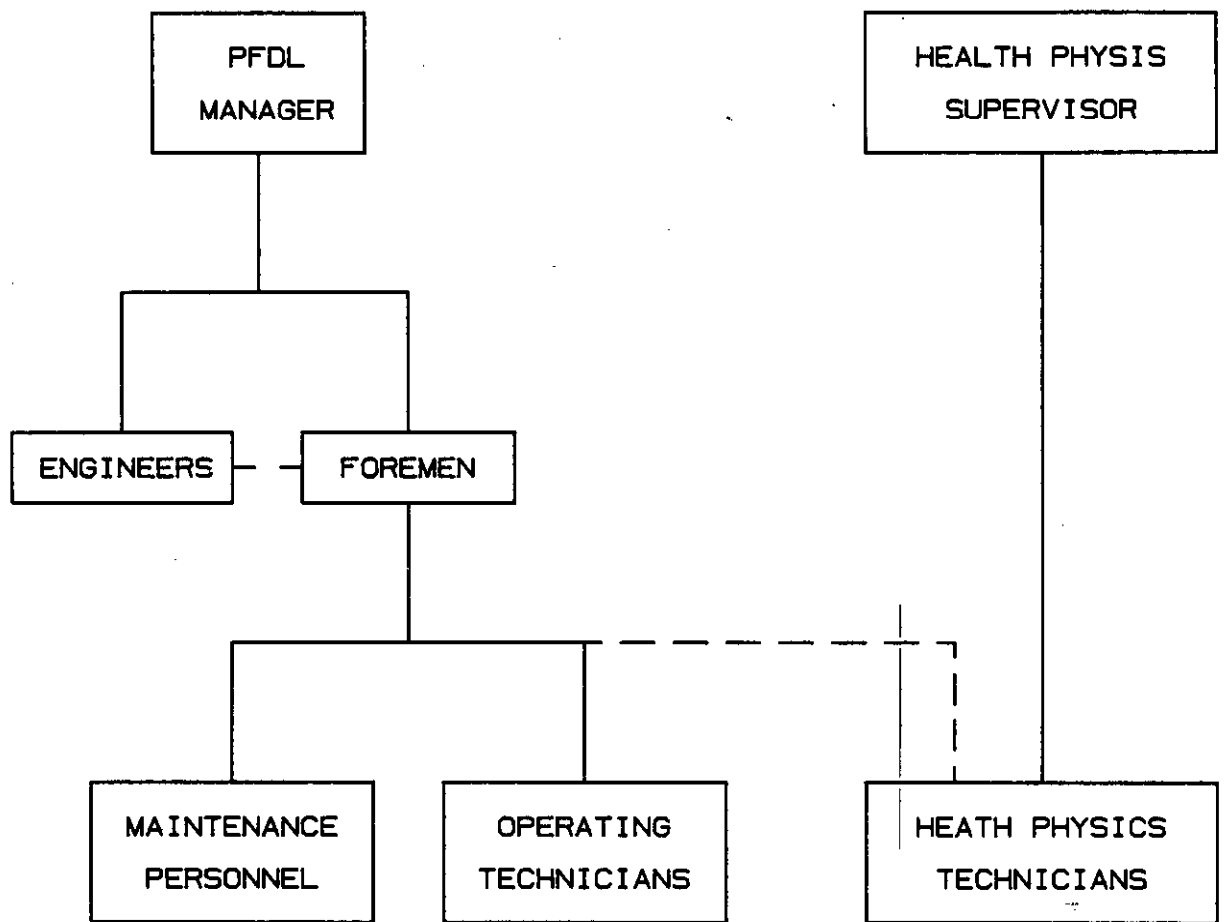 PFDL
MANAGER
HEALTH PHYSIS
SUPERVISOR
ENGINEERS
FOREMEN
MAINTENANCE
PERSONNEL
OPERATING
TECHNICIANS
HEATH PHYSICS
TECHNICIANS